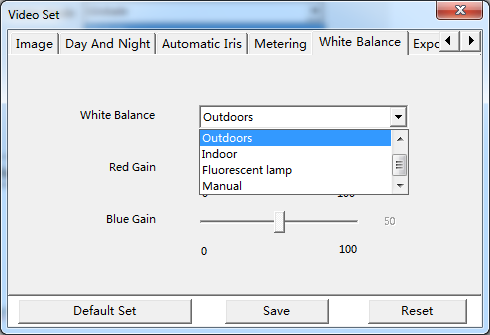 Video Set
Image Day And Night Automatic Iris Metering White Balance Expo
White Balance Outdoors
Outdoors
Indoor
Red Gain Fluorescent lamp
Manual
0 100
Blue Gain 50
0 100
Default Set Save Reset